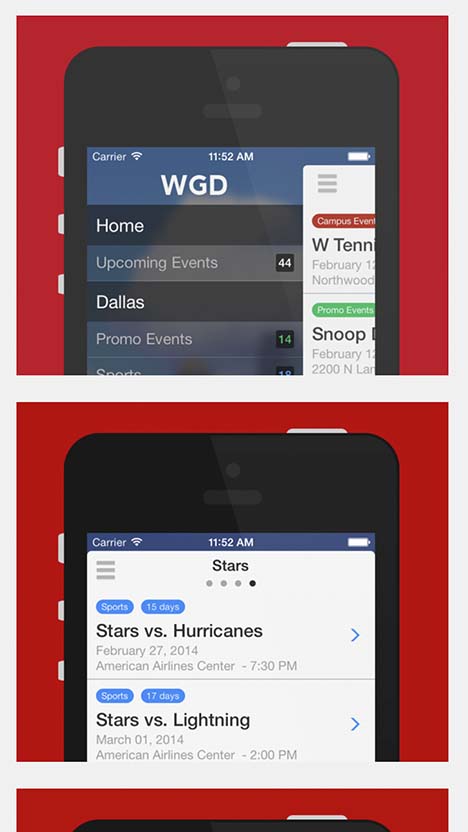 Carrier 11:52 AM
WGD
Home
Upcoming Events 44
Dallas
Promo Events 14
Sports 18
Campus Event
W Tenni
February 12
Northwood
Promo Events
Snoop D
February 12
2200 N Lan
Carrier 11:52 AM
Stars
Sports 15 days
Stars vs. Hurricanes
February 27, 2014
American Airlines Center - 7:30 PM
Sports 17 days
Stars vs. Lightning
March 01, 2014
American Airlines Center - 2:00 PM